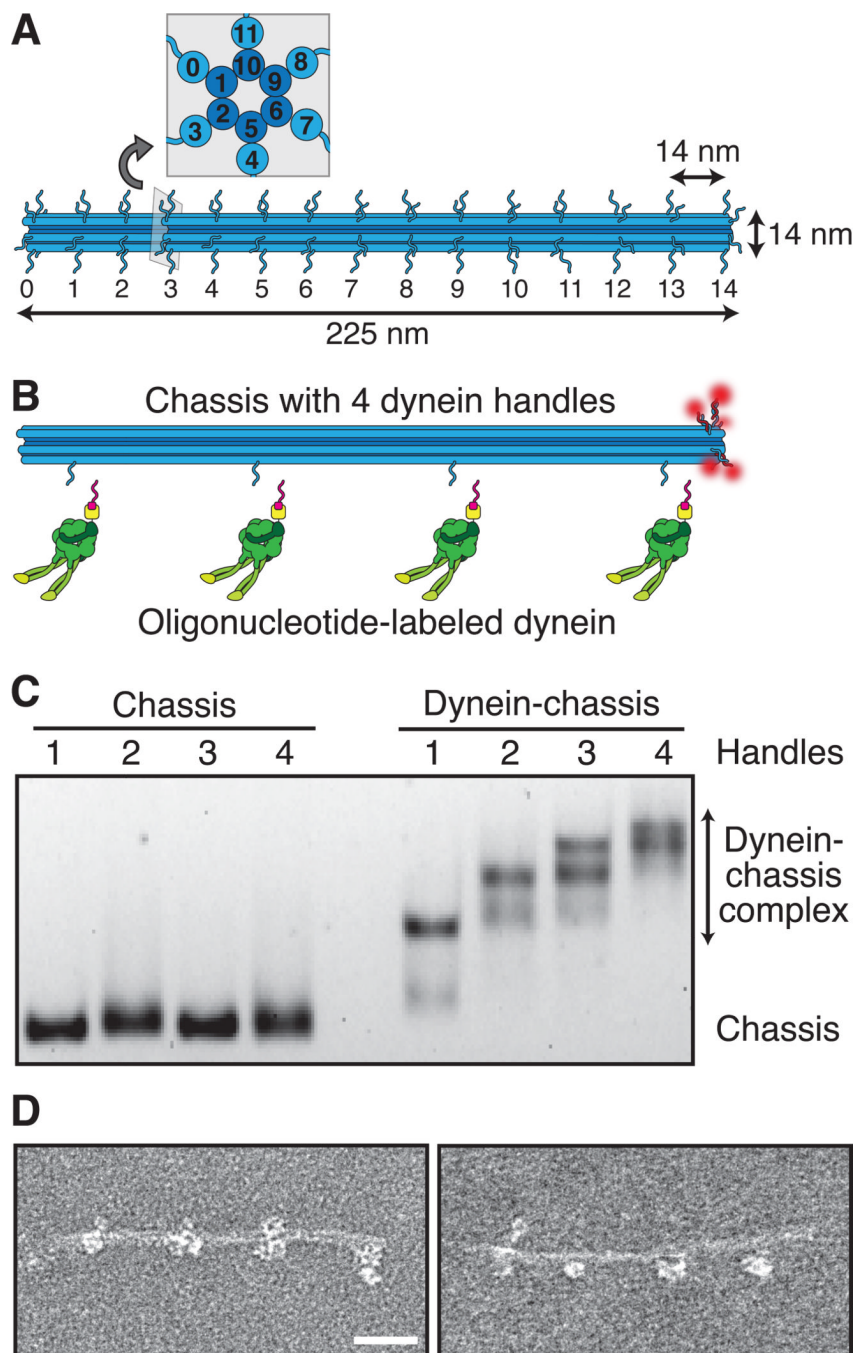 A
11
0
10
8
1
9
2
6
3
5
7
4
14 nm
14 nm
0 1 2 3 4 5 6 7 8 9 10 11 12 13 14
225 nm
B
Chassis with 4 dynein handles
Oligonucleotide-labeled dynein
C
Chassis Dynein-chassis
1 2 3 4 1 2 3 4 Handles
Dynein-
chassis
complex
Chassis
D